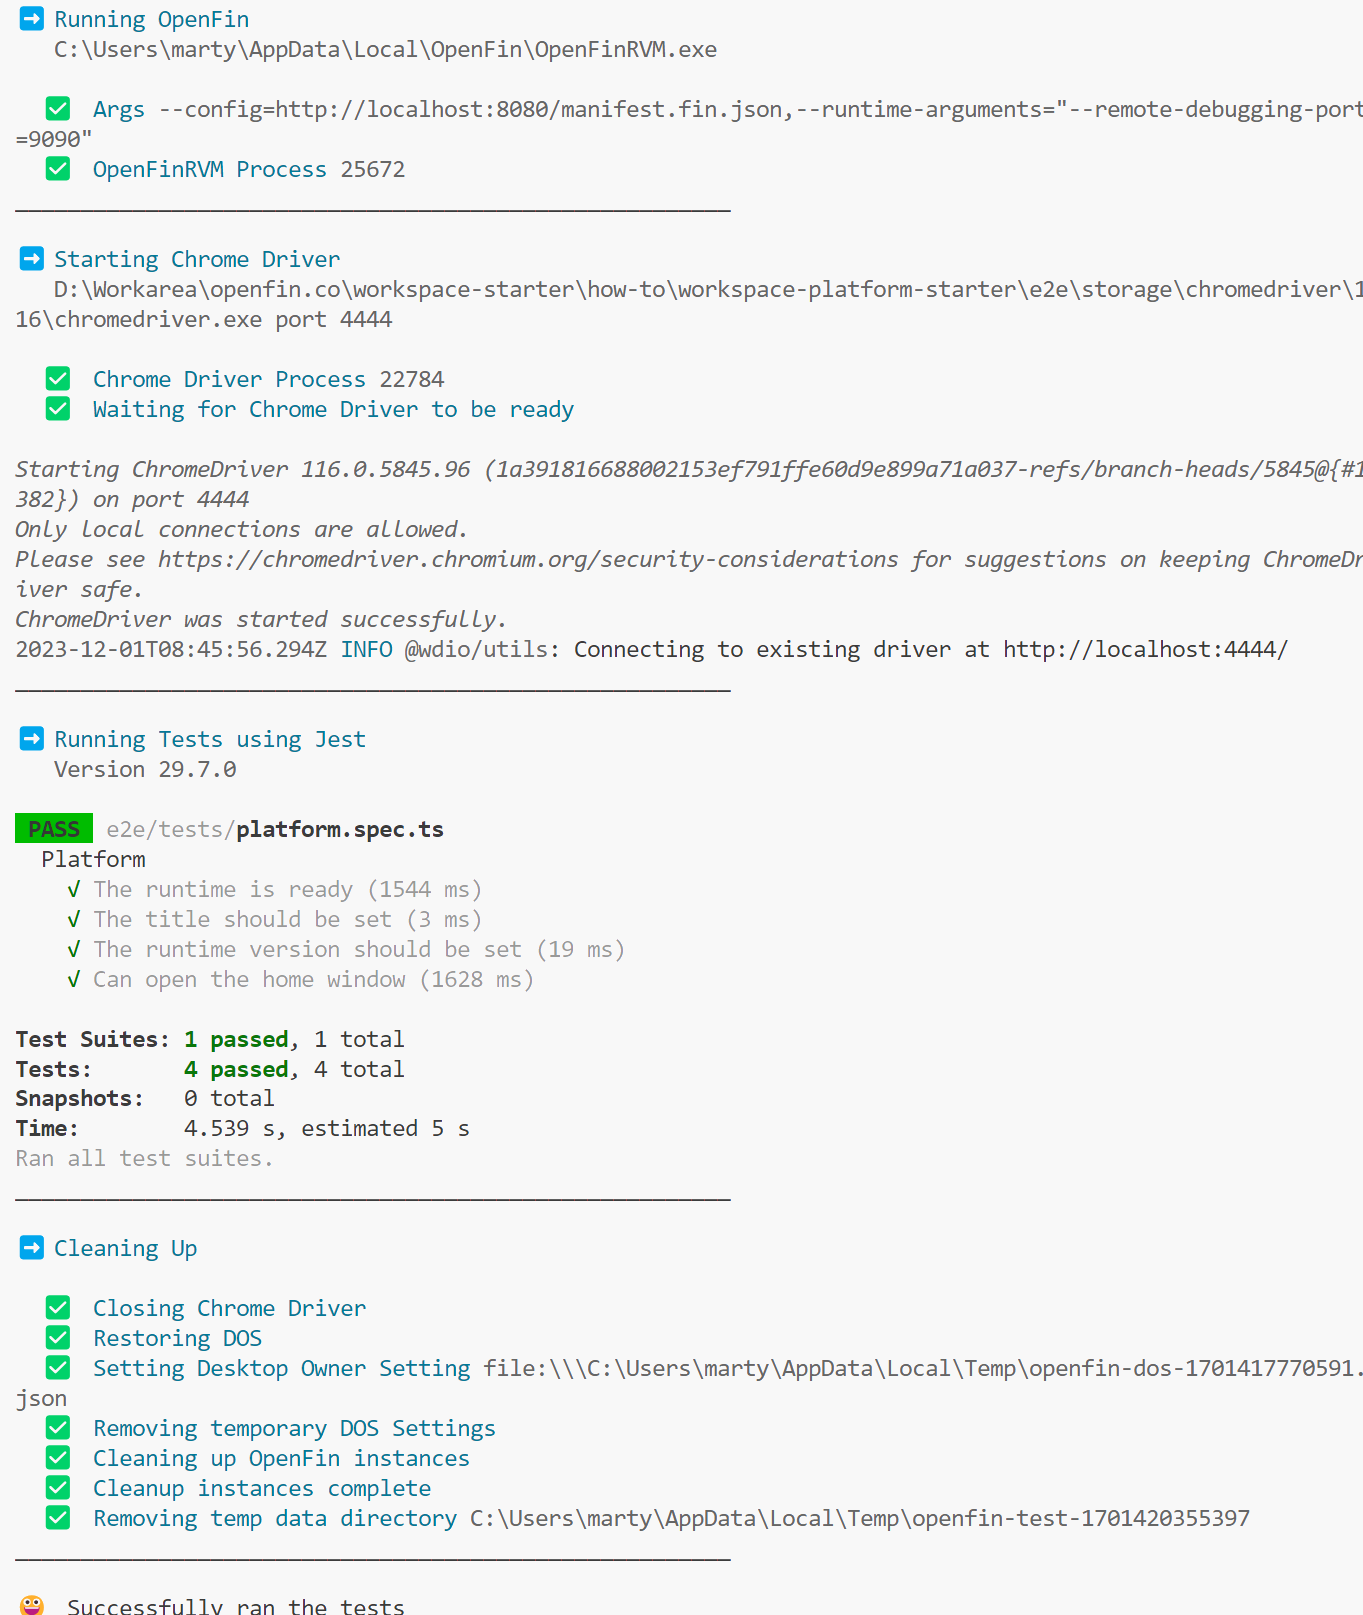 Running OpenFin
C:\Users\marty\AppData\Local\OpenFin\OpenFinRVM.exe
Args --config=http://localhost:8080/manifest.fin.json,--runtime-arguments="--remote-debugging-port
=9090"
OpenFinRVM Process 25672
Starting Chrome Driver
D:\Workarea\openfin.co\workspace-starter\how-to\workspace-platform-starter\e2e\storage\chromedriver\1
16\chromedriver.exe port 4444
Chrome Driver Process 22784
Waiting for Chrome Driver to be ready
Starting ChromeDriver 116.0.5845.96 (1a391816688002153ef791ffe60d9e899a71a037-refs/branch-heads/5845@{#1
382}) on port 4444
Only local connections are allowed.
Please see https://chromedriver.chromium.org/security-considerations for suggestions on keeping ChromeDr
iver safe.
ChromeDriver was started successfully.
2023-12-01T08:45:56.294Z INFO @wdio/utils: Connecting to existing driver at http://localhost:4444/
Running Tests using Jest
Version 29.7.0
PASS e2e/tests/platform.spec.ts
Platform
√ The runtime is ready (1544 ms)
√ The title should be set (3 ms)
√ The runtime version should be set (19 ms)
√ Can open the home window (1628 ms)
Test Suites: 1 passed, 1 total
Tests: 4 passed, 4 total
Snapshots: 0 total
Time: 4.539 s, estimated 5 s
Ran all test suites.
Cleaning Up
Closing Chrome Driver
Restoring DOS
Setting Desktop Owner Setting file:\\\C:\Users\marty\AppData\Local\Temp\openfin-dos-1701417770591.
json
Removing temporary DOS Settings
Cleaning up OpenFin instances
Cleanup instances complete
Removing temp data directory C:\Users\marty\AppData\Local\Temp\openfin-test-1701420355397
Successfully ran the tests